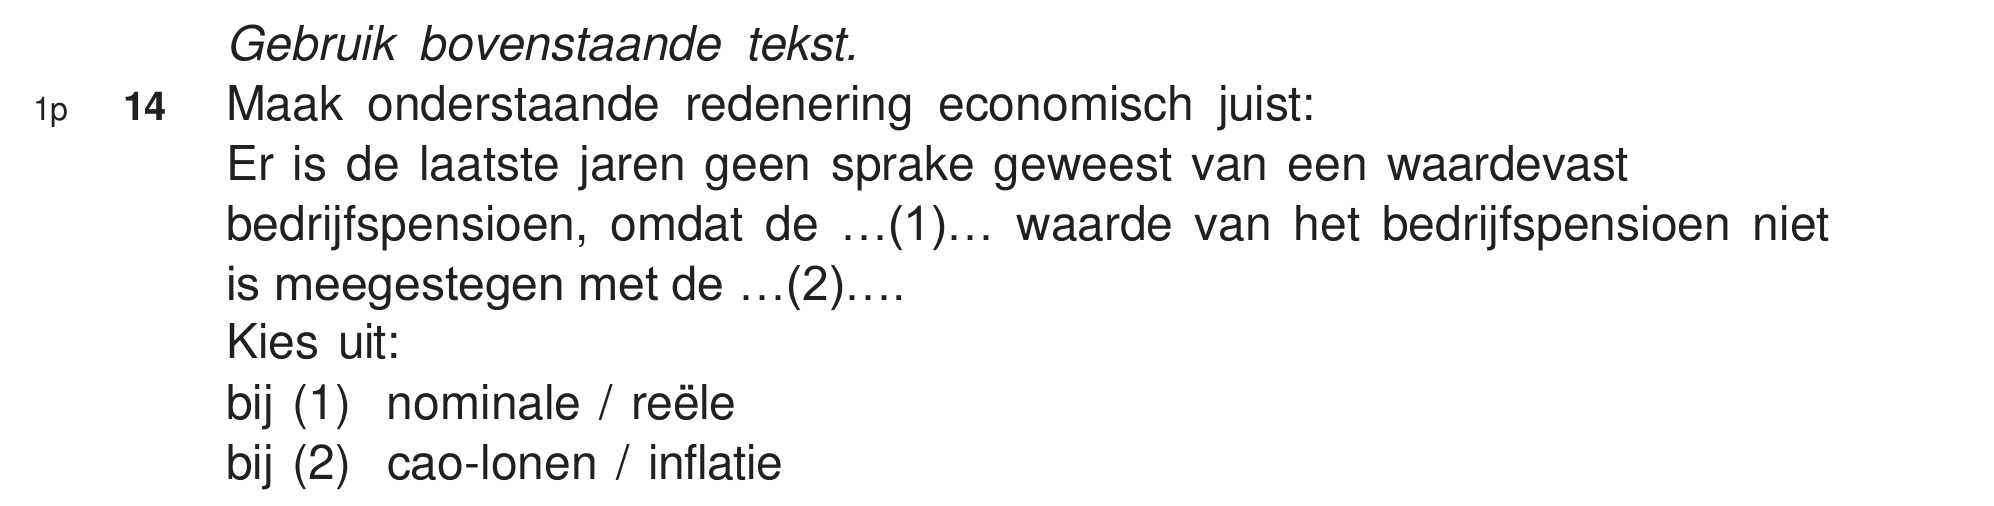 Gebruik bovenstaande tekst.
1p 14 Maak onderstaande redenering economisch juist:
Er is de laatste jaren geen sprake geweest van een waardevast
bedrijfspensioen, omdat de …(1)… waarde van het bedrijfspensioen niet
is meegestegen met de …(2)….
Kies uit:
bij (1) nominale / reële
bij (2) cao-lonen / inflatie